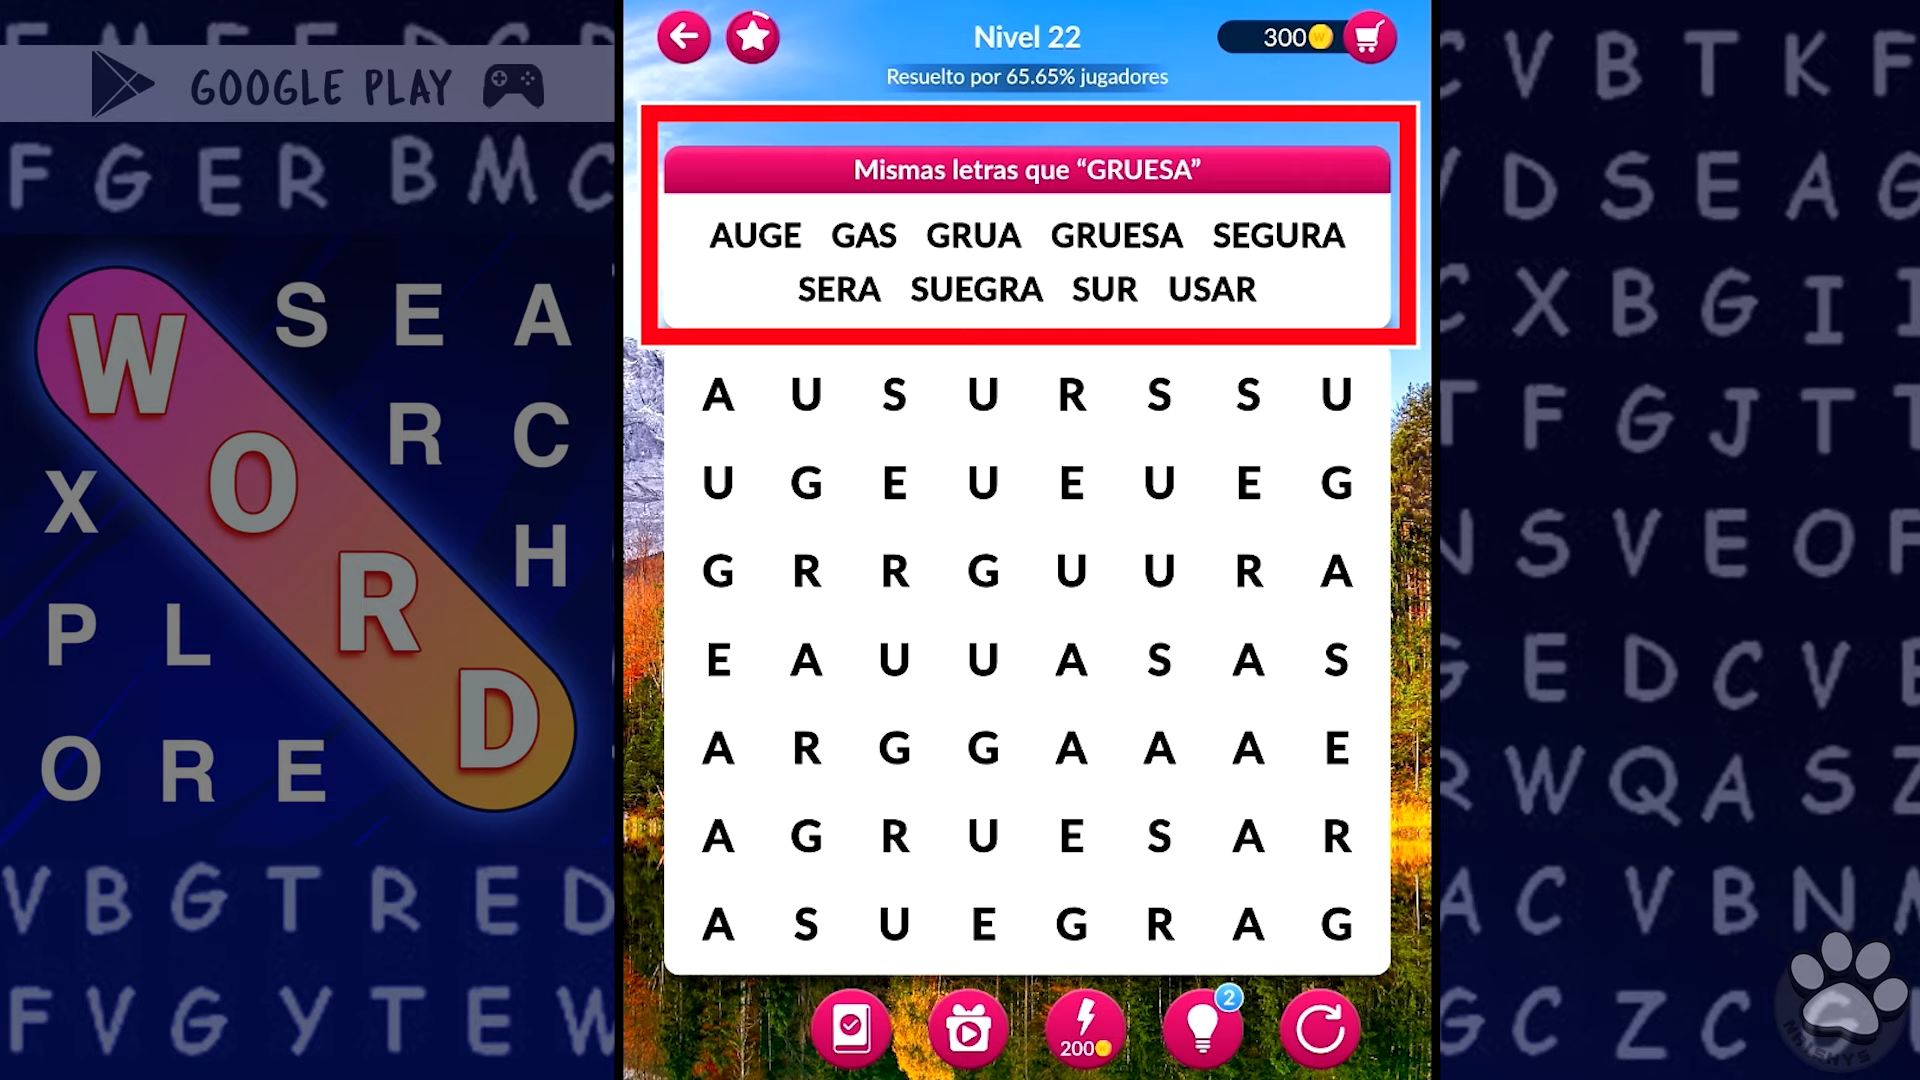 GOOGLE PLAY
F G E R B M C
S E A
W
R C
O
X
H
R
P L
D
O R E
V B G T R E D
F V G Y T E W
Nivel 22
300
Resuelto por 65.65% jugadores
Mismas letras que “GRUESA”
AUGE GAS GRUA GRUESA SEGURA
SERA SUEGRA SUR USAR
A U S U R S S U
U G E U E U E G
G R R G U U R A
E A U U A S A S
A R G G A A A E
A G R U E S A R
A S U E G R A G
2
200
V B T K F
D S E A G
C X B G I
T F G J T T
N S V E O F
G E D C V E
R W Q A S Z
A C V B N
G C Z C